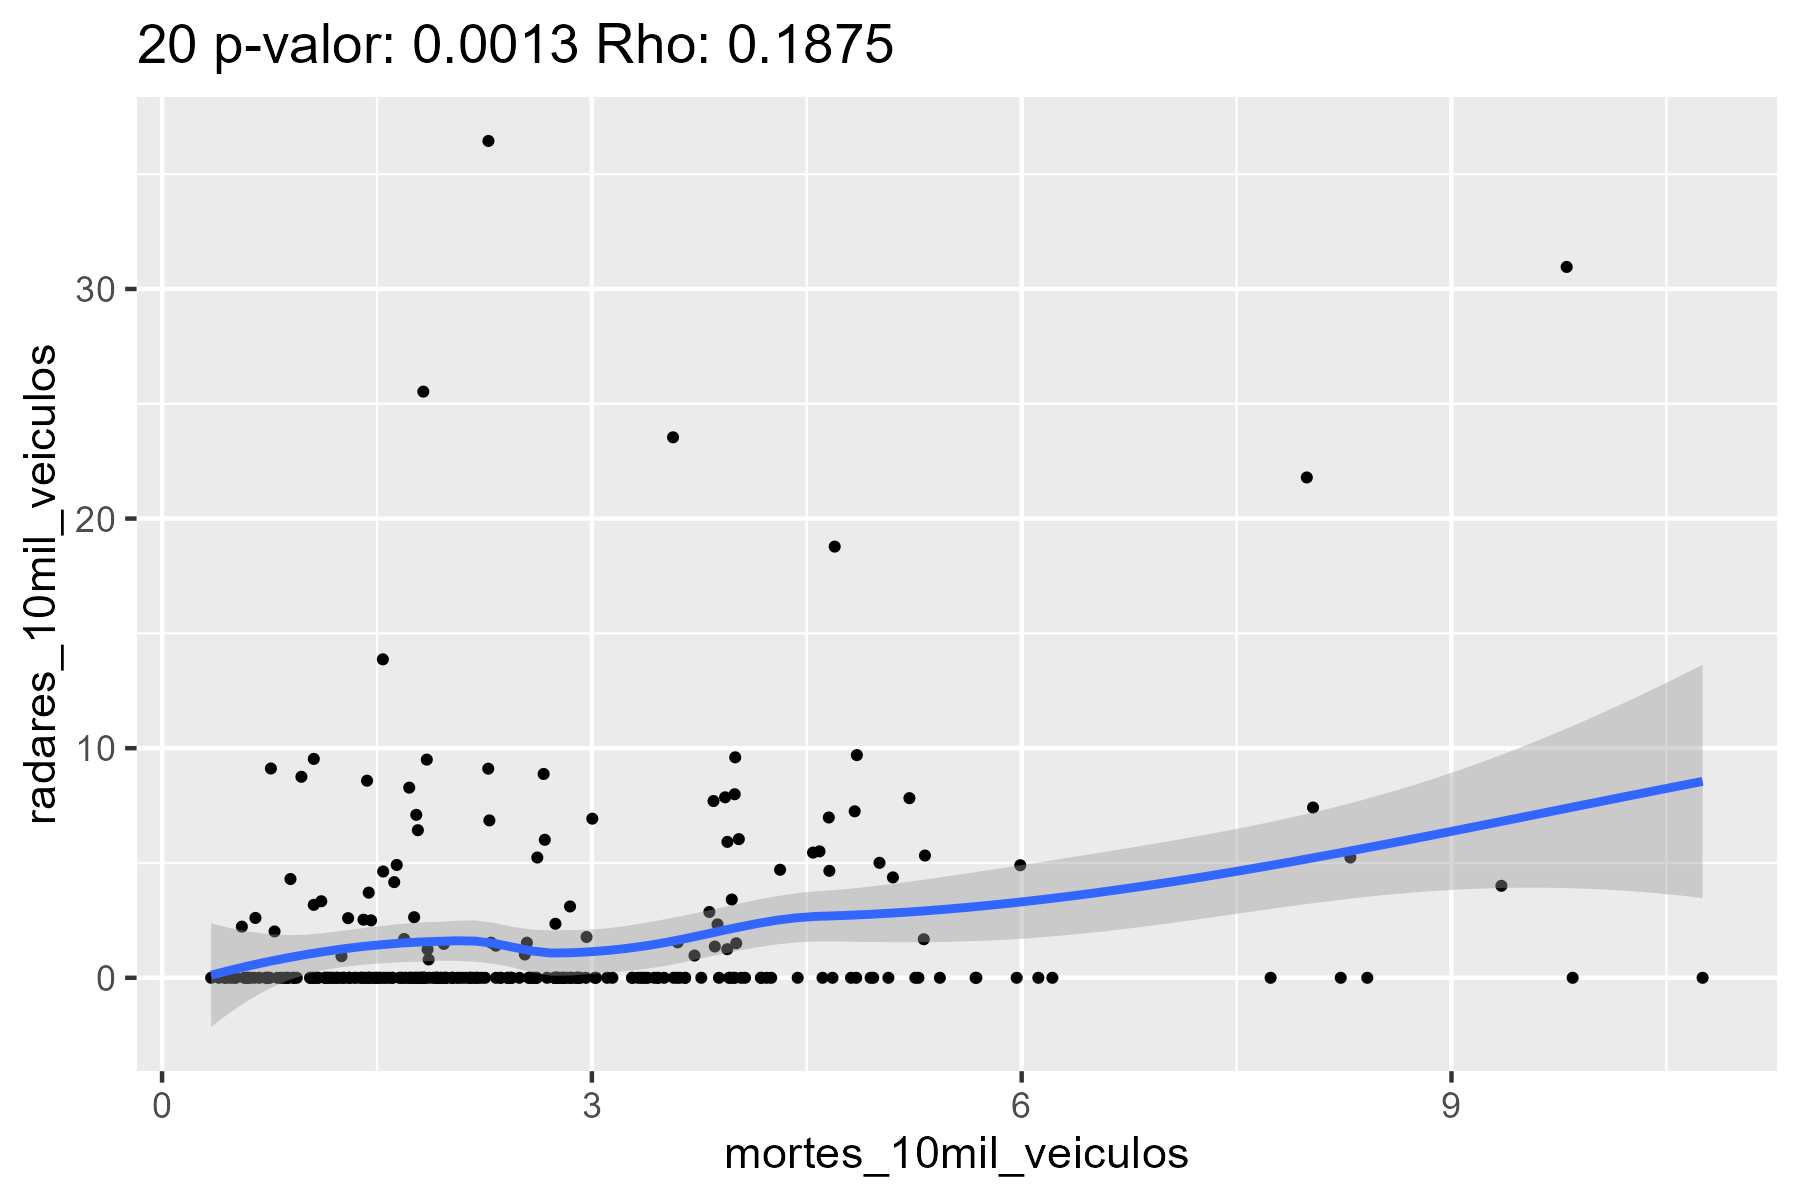 20 p-valor: 0.0013 Rho: 0.1875
radares_10mil_veiculos
30
20
10
0
0 3 6 9
mortes_10mil_veiculos